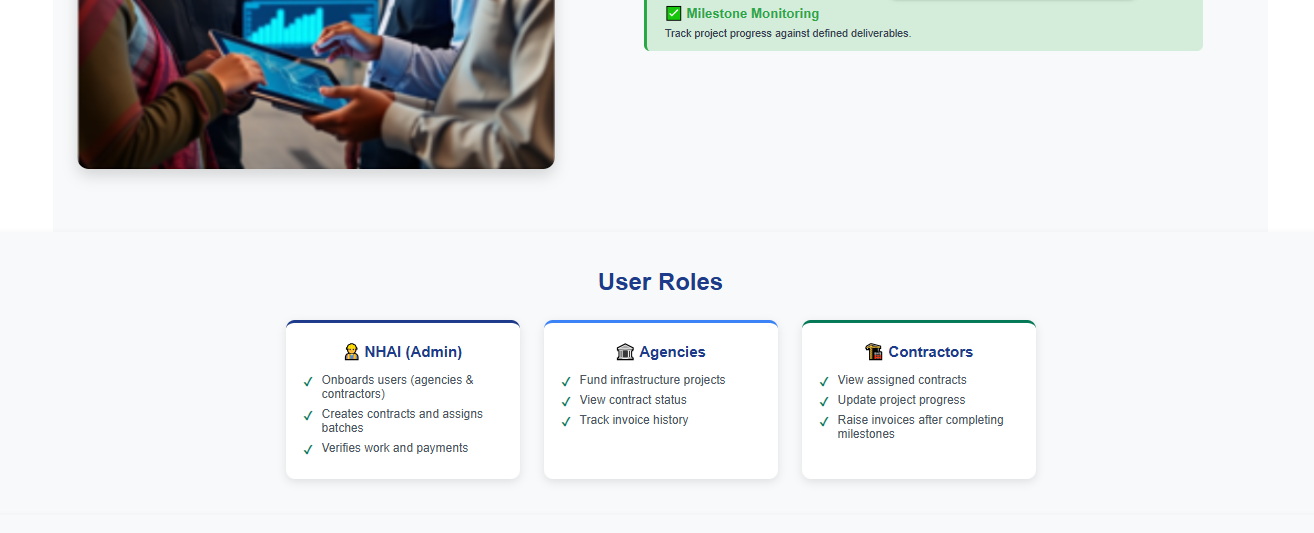 ✅ Milestone Monitoring
Track project progress against defined deliverables.
User Roles
NHAI (Admin)
✓ Onboards users (agencies &
contractors)
✓ Creates contracts and assigns
batches
✓ Verifies work and payments
Agencies
✓ Fund infrastructure projects
✓ View contract status
✓ Track invoice history
Contractors
✓ View assigned contracts
✓ Update project progress
✓ Raise invoices after completing
milestones